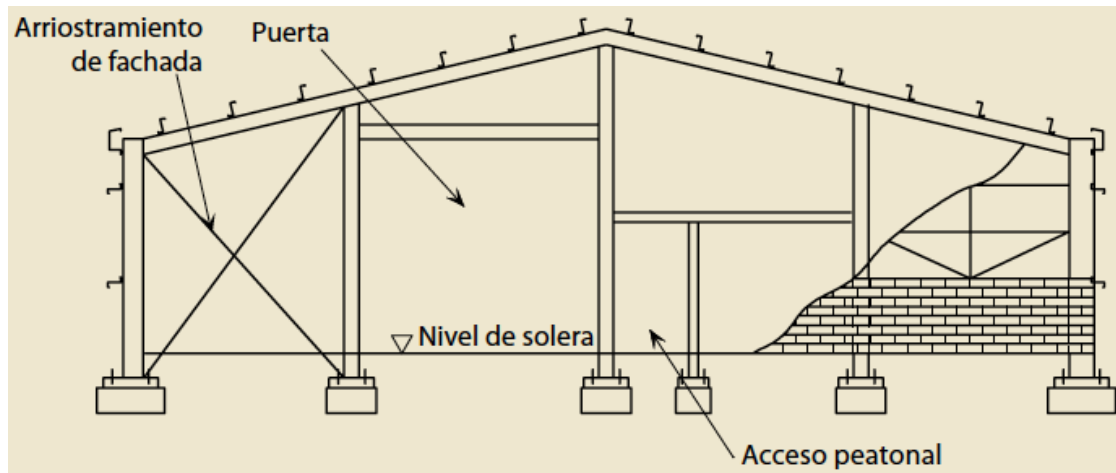 Arriostramiento
de fachada
Puerta
Nivel de solera
Acceso peatonal